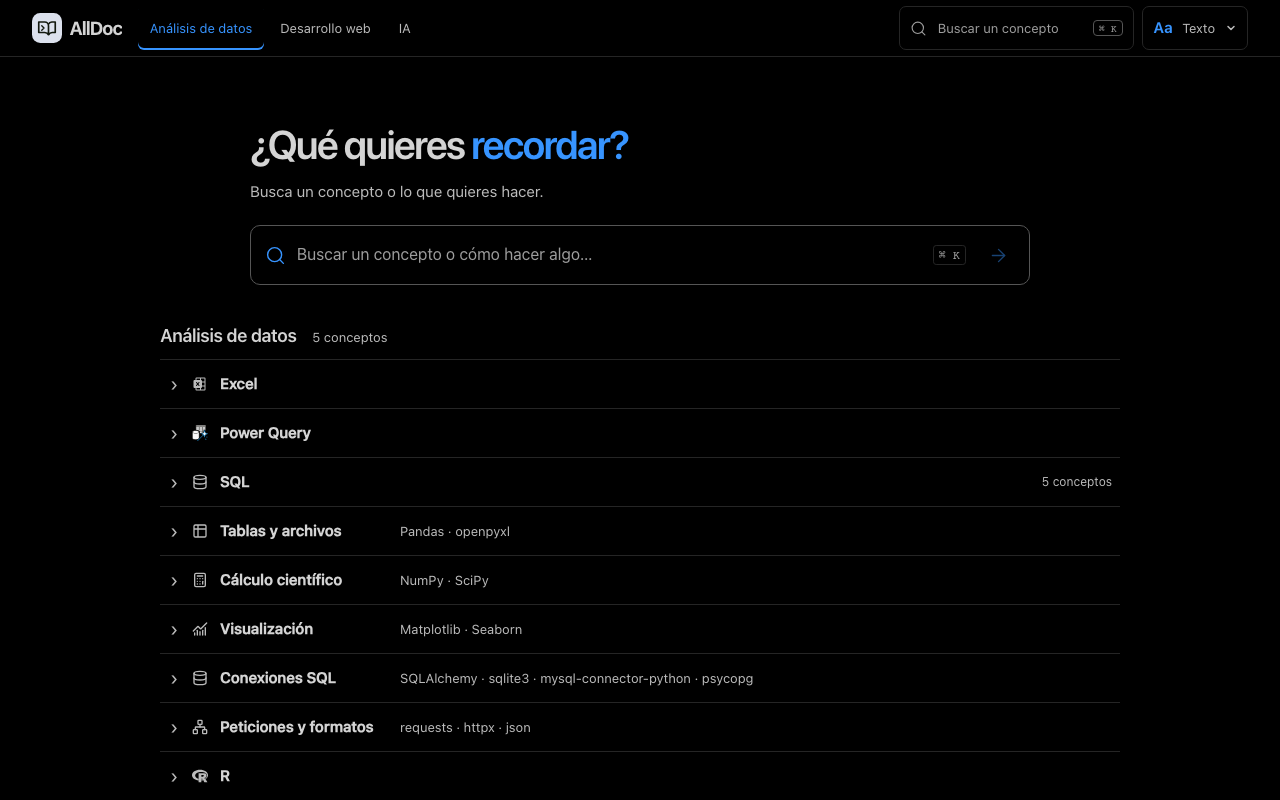 AllDoc
Análisis de datos
Desarrollo web
IA
Buscar un concepto
⌘ K
Aa Texto
¿Qué quieres recordar?
Busca un concepto o lo que quieres hacer.
Buscar un concepto o cómo hacer algo...
⌘ K
Análisis de datos 5 conceptos
Excel
Power Query
SQL 5 conceptos
Tablas y archivos Pandas · openpyxl
Cálculo científico NumPy · SciPy
Visualización Matplotlib · Seaborn
Conexiones SQL SQLAlchemy · sqlite3 · mysql-connector-python · psycopg
Peticiones y formatos requests · httpx · json
R